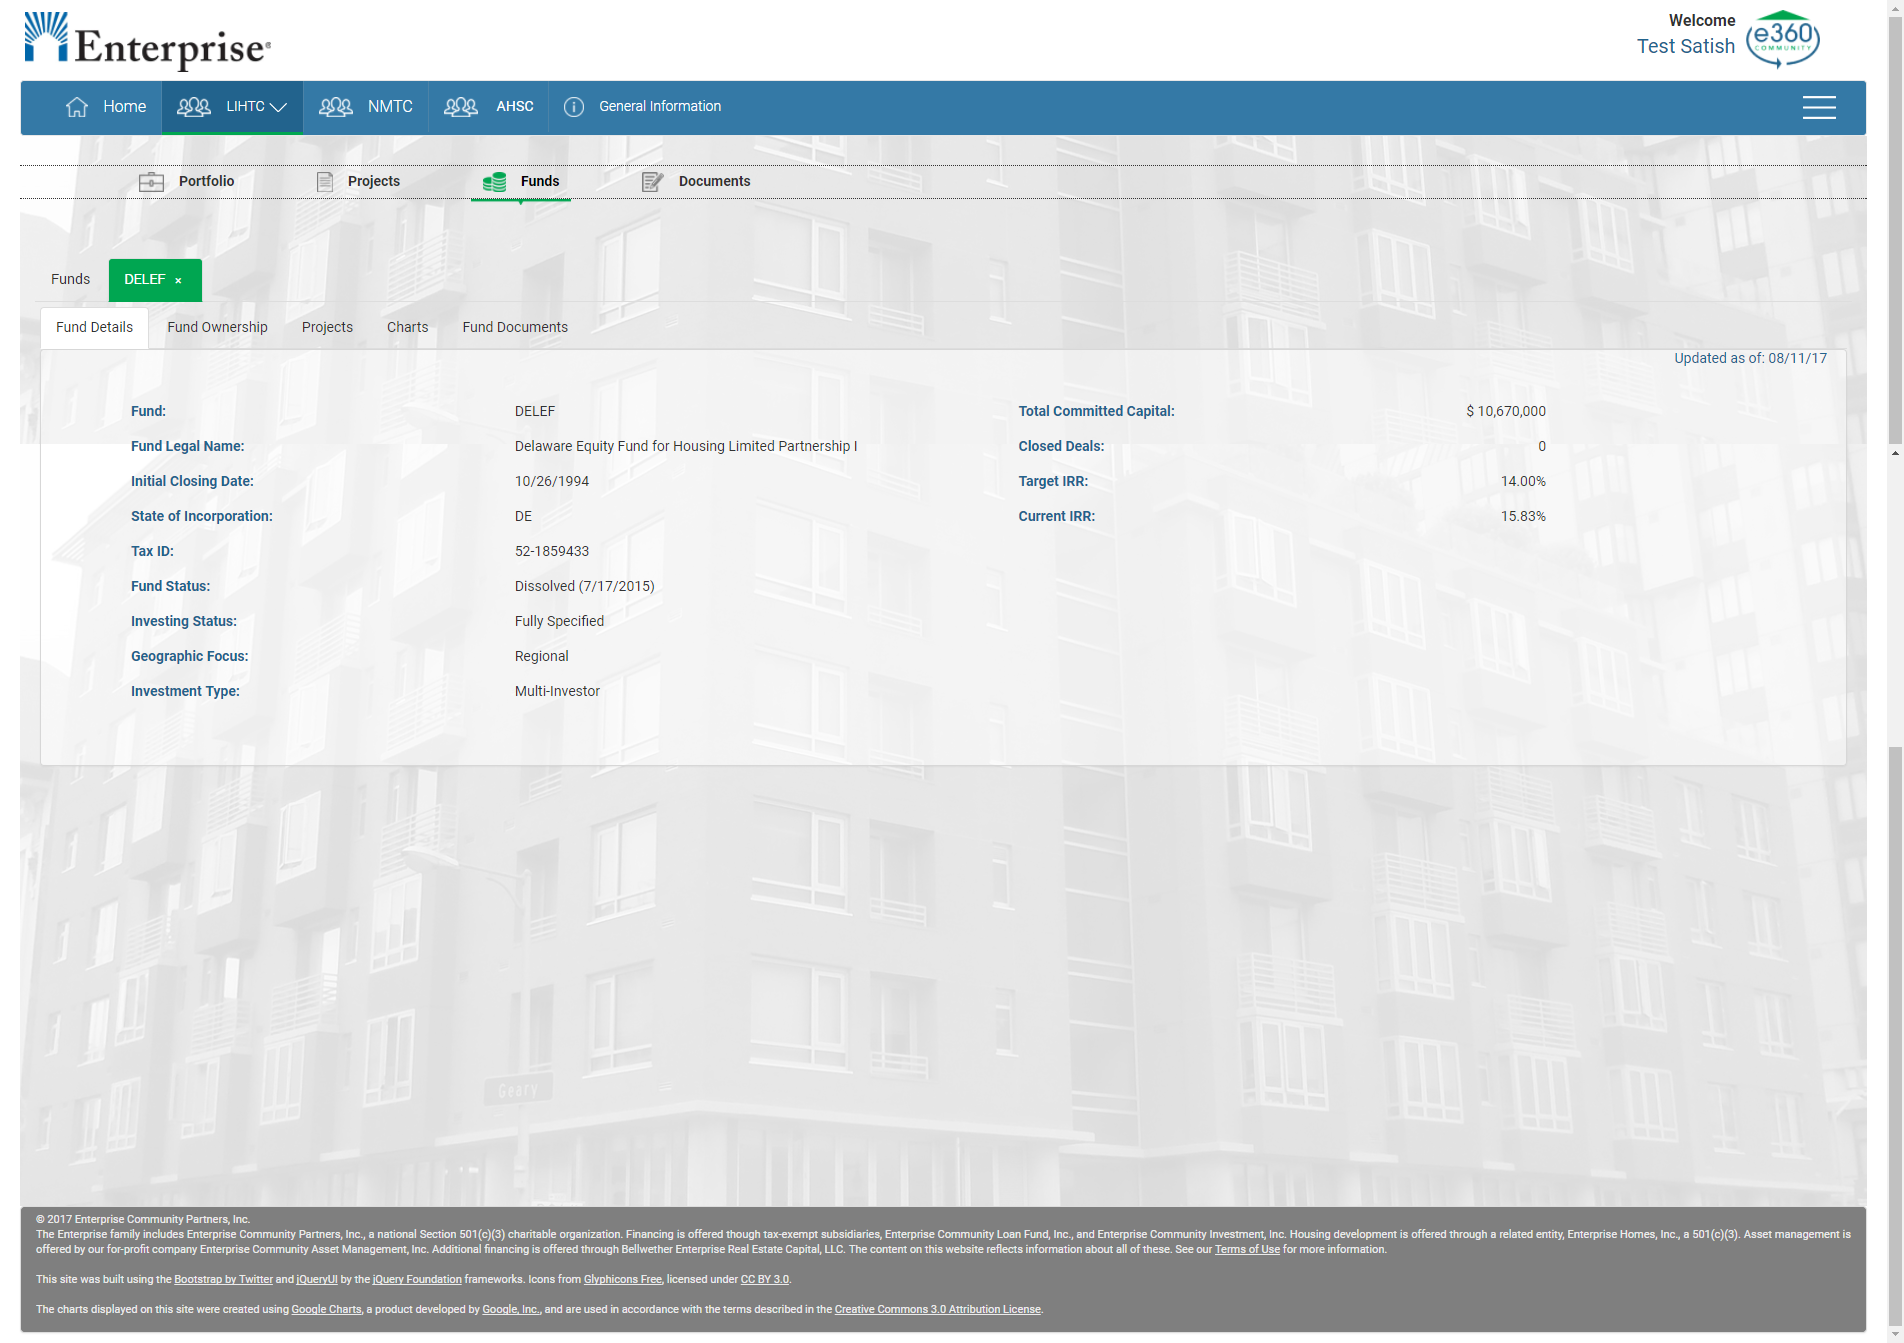 Enterprise®
Welcome
Test Satish
e360
COMMUNITY
Home
LIHTC
NMTC
AHSC
General Information
Portfolio
Projects
Funds
Documents
Funds
DELEF ×
Fund Details
Fund Ownership
Projects
Charts
Fund Documents
Updated as of: 08/11/17
Fund: DELEF
Fund Legal Name: Delaware Equity Fund for Housing Limited Partnership I
Initial Closing Date: 10/26/1994
State of Incorporation: DE
Tax ID: 52-1859433
Fund Status: Dissolved (7/17/2015)
Investing Status: Fully Specified
Geographic Focus: Regional
Investment Type: Multi-Investor
Total Committed Capital: $ 10,670,000
Closed Deals: 0
Target IRR: 14.00%
Current IRR: 15.83%
Geary
© 2017 Enterprise Community Partners, Inc.
The Enterprise family includes Enterprise Community Partners, Inc., a national Section 501(c)(3) charitable organization. Financing is offered though tax-exempt subsidiaries, Enterprise Community Loan Fund, Inc., and Enterprise Community Investment, Inc. Housing development is offered through a related entity, Enterprise Homes, Inc., a 501(c)(3). Asset management is
offered by our for-profit company Enterprise Community Asset Management, Inc. Additional financing is offered through Bellwether Enterprise Real Estate Capital, LLC. The content on this website reflects information about all of these. See our Terms of Use for more information.
This site was built using the Bootstrap by Twitter and jQueryUI by the jQuery Foundation frameworks. Icons from Glyphicons Free, licensed under CC BY 3.0.
The charts displayed on this site were created using Google Charts, a product developed by Google, Inc., and are used in accordance with the terms described in the Creative Commons 3.0 Attribution License.